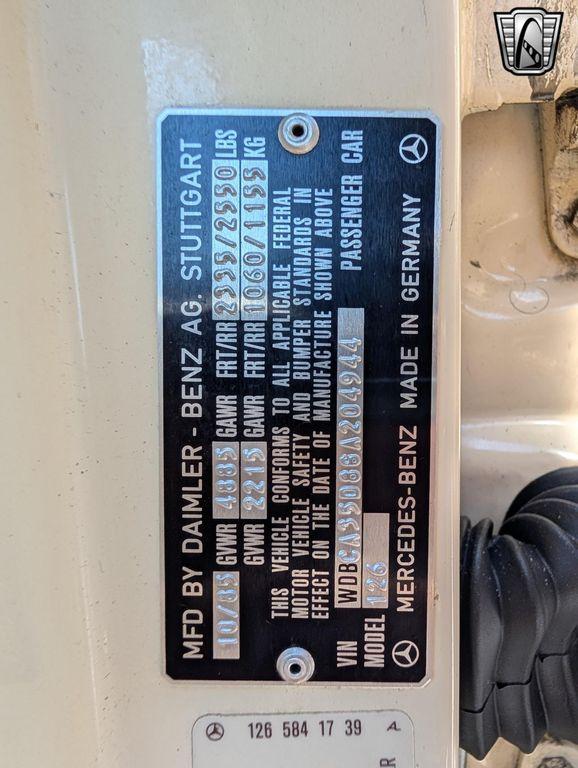 MFD BY DAIMLER - BENZ AG. STUTTGART
10/85 GVWR 4885 GAWR FRT/RR 2335/2550 LBS
GVWR 2215 GAWR FRT/RR 1060/1155 KG
THIS VEHICLE CONFORMS TO ALL APPLICABLE FEDERAL
MOTOR VEHICLE SAFETY AND BUMPER STANDARDS IN
EFFECT ON THE DATE OF MANUFACTURE SHOWN ABOVE
VIN WDBCA35D8GA204944 PASSENGER CAR
MODEL 126
MERCEDES-BENZ MADE IN GERMANY
126 584 17 39 A
R